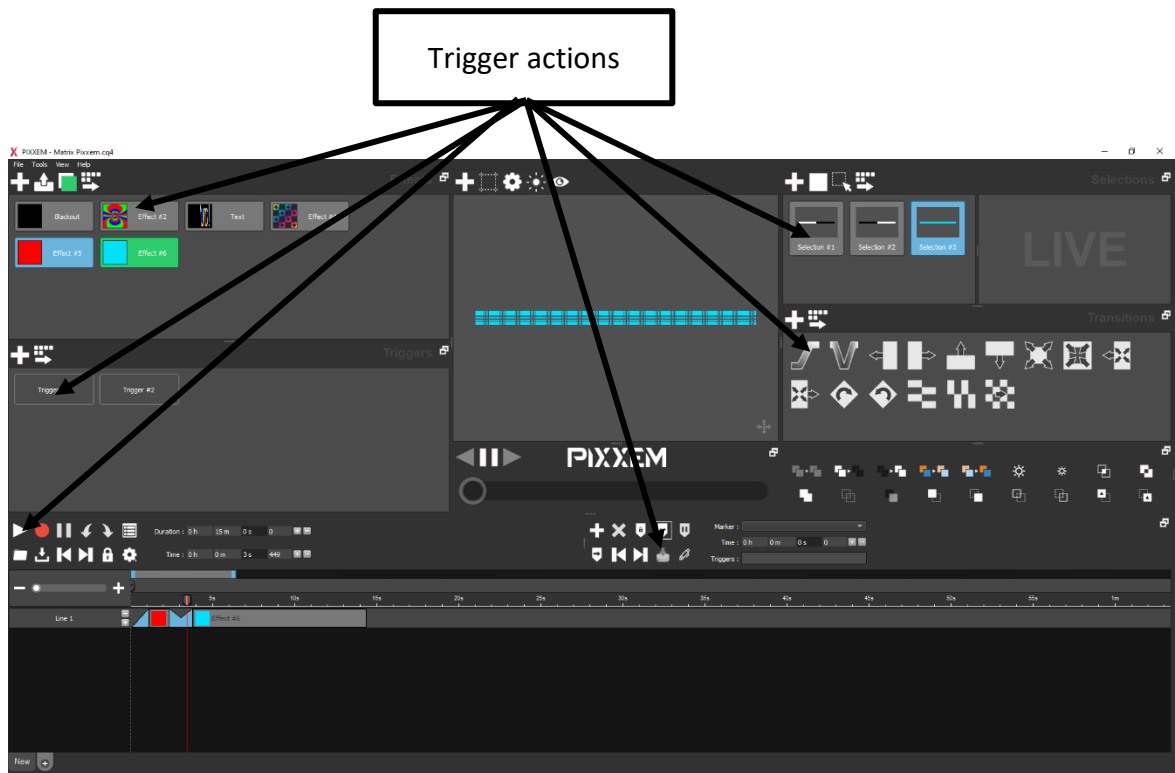 Trigger actions
PIXXEM - Matrix Pixxem.cq4
File Tools View Help
Blackout
Effect #2
Text
Effect #5
Effect #6
Selections
Selection #1
Selection #2
Selection #3
LIVE
Transitions
Triggers
Trigger #2
PIXXEM
Duration : 0 h 15 m 0 s 0
Time : 0 h 0 m 3 s 449
Marker :
Time : 0 h 0 m 0 s 0
Triggers :
5s 10s 15s 20s 25s 30s 35s 40s 45s 50s 55s 1m
Line 1
Effect #6
New